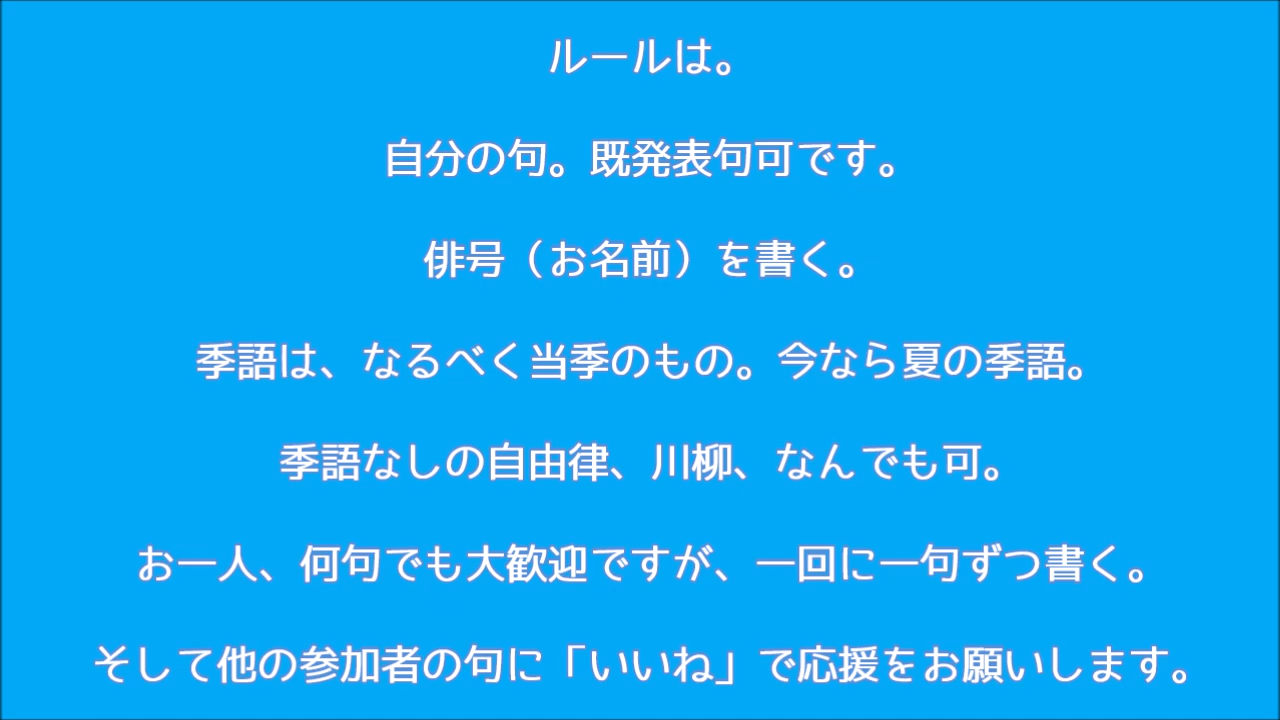 ルールは。
自分の句。既発表句可です。
俳号（お名前）を書く。
季語は、なるべく当季のもの。今なら夏の季語。
季語なしの自由律、川柳、なんでも可。
お一人、何句でも大歓迎ですが、一回に一句ずつ書く。
そして他の参加者の句に「いいね」で応援をお願いします。